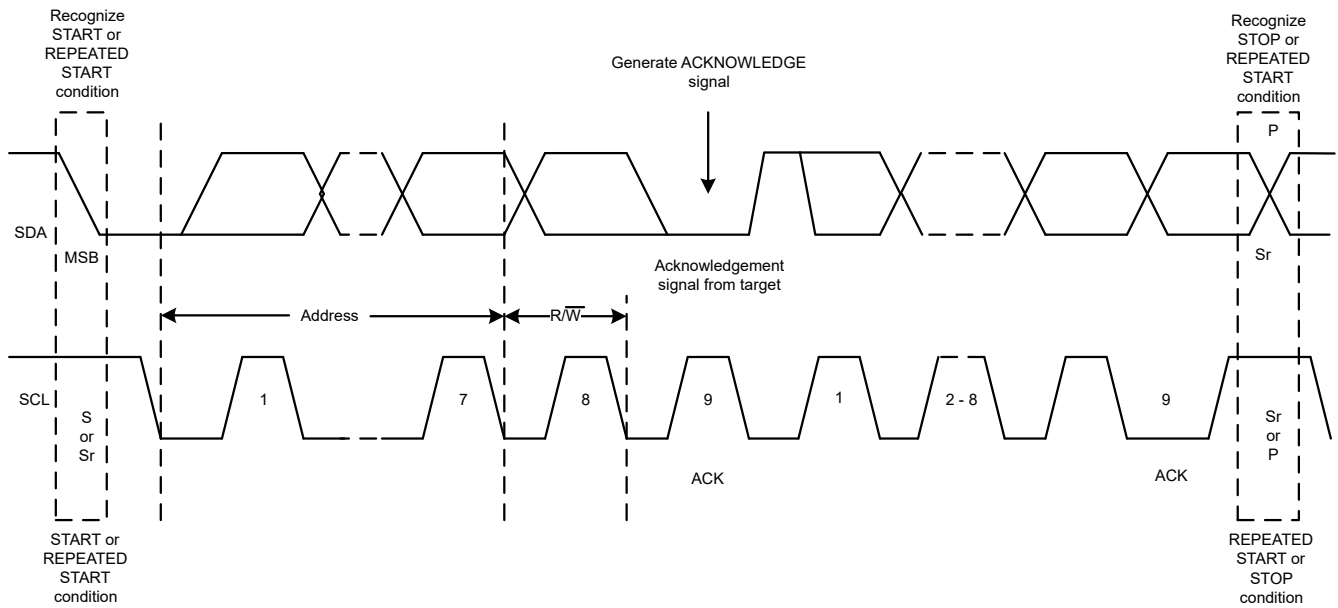 Recognize
START or
REPEATED
START
condition
Generate ACKNOWLEDGE
signal
Recognize
STOP or
REPEATED
START
condition
P
SDA
MSB
Acknowledgement
signal from target
Sr
Address
R/W̅
SCL
S
or
Sr
1
7
8
9
1
2 - 8
9
Sr
or
P
ACK
ACK
START or
REPEATED
START
condition
REPEATED
START or
STOP
condition